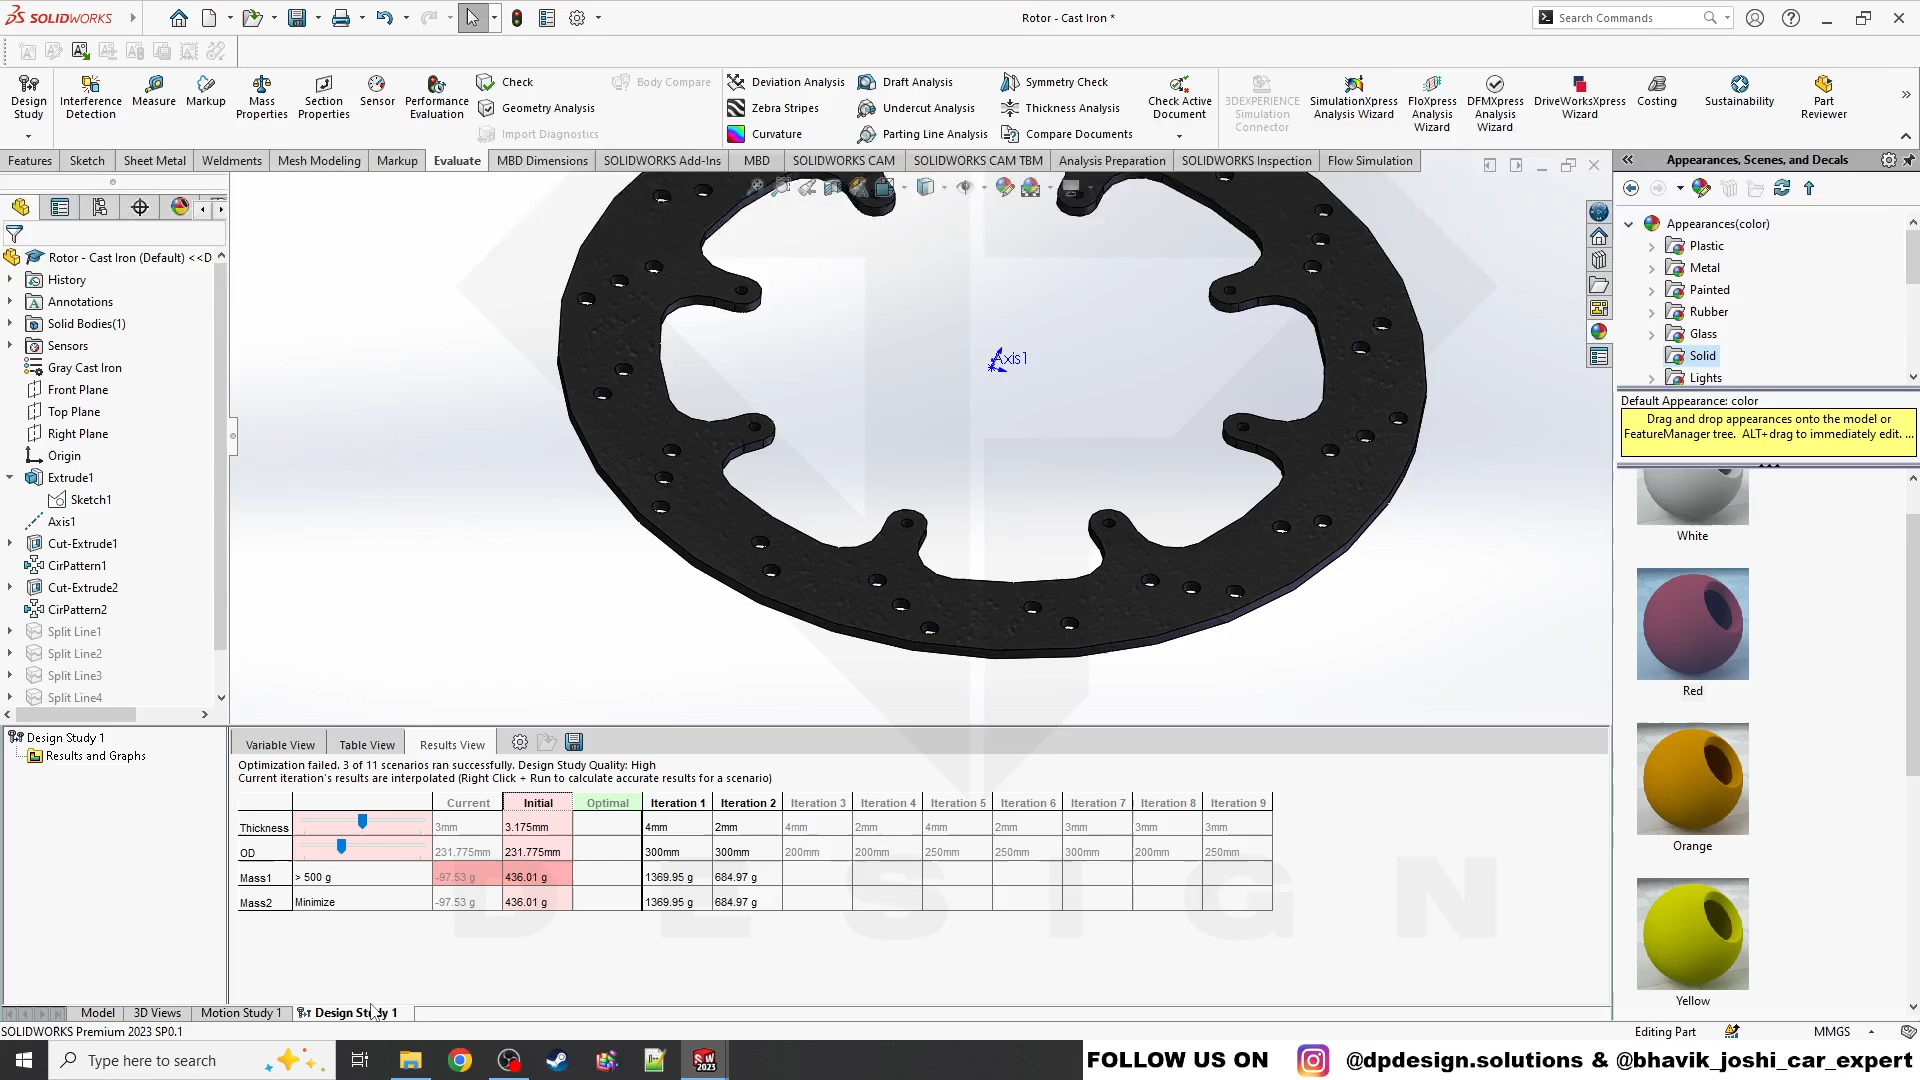 SOLIDWORKS
Rotor - Cast Iron *
Search Commands
Design Study
Interference Detection
Measure
Markup
Mass Properties
Section Properties
Sensor
Performance Evaluation
Check
Geometry Analysis
Import Diagnostics
Body Compare
Deviation Analysis
Zebra Stripes
Curvature
Draft Analysis
Undercut Analysis
Parting Line Analysis
Symmetry Check
Thickness Analysis
Compare Documents
Check Active Document
3DEXPERIENCE Simulation Connector
SimulationXpress Analysis Wizard
FloXpress Analysis Wizard
DFMXpress Analysis Wizard
DriveWorksXpress Wizard
Costing
Sustainability
Part Reviewer
Features Sketch Sheet Metal Weldments Mesh Modeling Markup Evaluate MBD Dimensions SOLIDWORKS Add-Ins MBD SOLIDWORKS CAM SOLIDWORKS CAM TBM Analysis Preparation SOLIDWORKS Inspection Flow Simulation
Rotor - Cast Iron (Default) <<D
History
Annotations
Solid Bodies(1)
Sensors
Gray Cast Iron
Front Plane
Top Plane
Right Plane
Origin
Extrude1
Sketch1
Axis1
Cut-Extrude1
CirPattern1
Cut-Extrude2
CirPattern2
Split Line1
Split Line2
Split Line3
Split Line4
Axis1
Appearances, Scenes, and Decals
Appearances(color)
Plastic
Metal
Painted
Rubber
Glass
Solid
Lights
Default Appearance: color
Drag and drop appearances onto the model or
FeatureManager tree. ALT+drag to immediately edit. ...
White
Red
Orange
Yellow
Design Study 1
Results and Graphs
Variable View Table View Results View
Optimization failed. 3 of 11 scenarios ran successfully. Design Study Quality: High
Current iteration's results are interpolated (Right Click + Run to calculate accurate results for a scenario)
Current Initial Optimal Iteration 1 Iteration 2 Iteration 3 Iteration 4 Iteration 5 Iteration 6 Iteration 7 Iteration 8 Iteration 9
Thickness 3mm 3.175mm 4mm 2mm 4mm 2mm 4mm 2mm 3mm 3mm 3mm
OD 231.775mm 231.775mm 300mm 300mm 200mm 200mm 250mm 250mm 300mm 200mm 250mm
Mass1 > 500 g -97.53 g 436.01 g 1369.95 g 684.97 g
Mass2 Minimize -97.53 g 436.01 g 1369.95 g 684.97 g
DESIGN
Model 3D Views Motion Study 1 Design Study 1
SOLIDWORKS Premium 2023 SP0.1
Editing Part
MMGS
Type here to search
SW
2023
FOLLOW US ON @dpdesign.solutions & @bhavik_joshi_car_expert